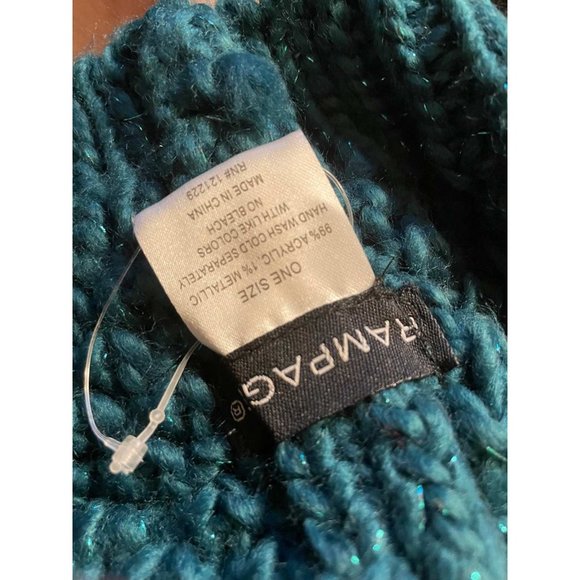 RAMPAG®
ONE SIZE
99% ACRYLIC, 1% METALLIC
HAND WASH COLD SEPARATELY
WITH LIKE COLORS
NO BLEACH
MADE IN CHINA
RN# 121229